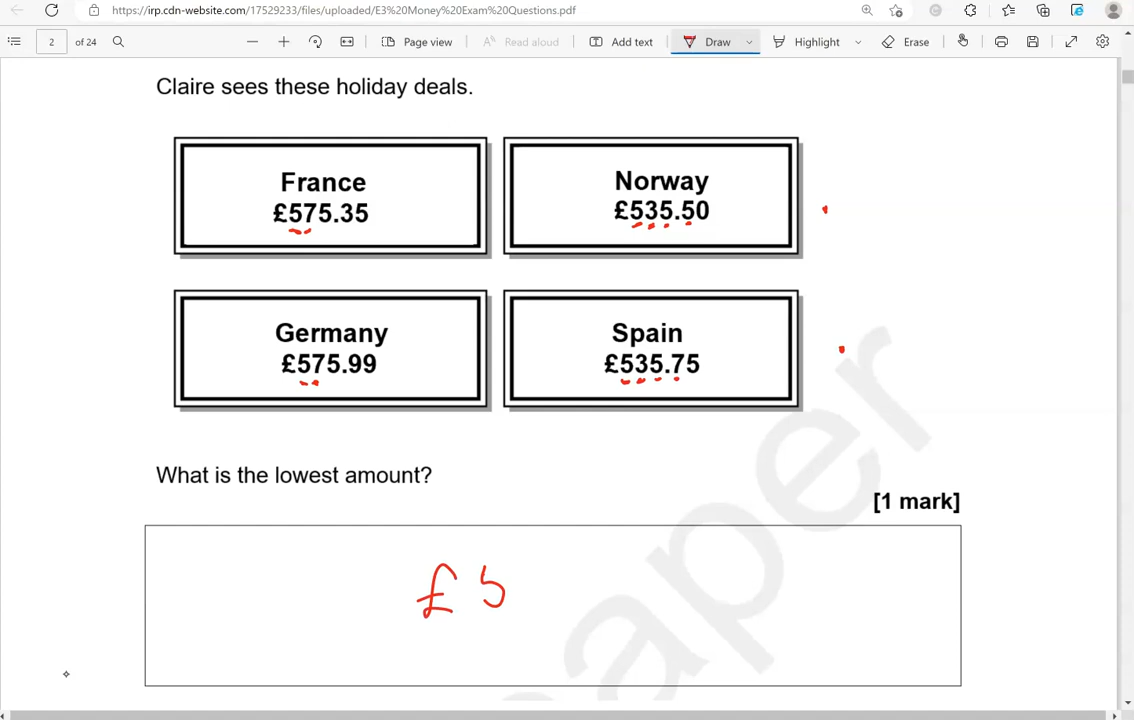 https://irp.cdn-website.com/17529233/files/uploaded/E3%20Money%20Exam%20Questions.pdf
2 of 24
Page view
Read aloud
Add text
Draw
Highlight
Erase
Claire sees these holiday deals.
France
£575.35
Norway
£535.50
Germany
£575.99
Spain
£535.75
What is the lowest amount?
[1 mark]
£ 5
aper